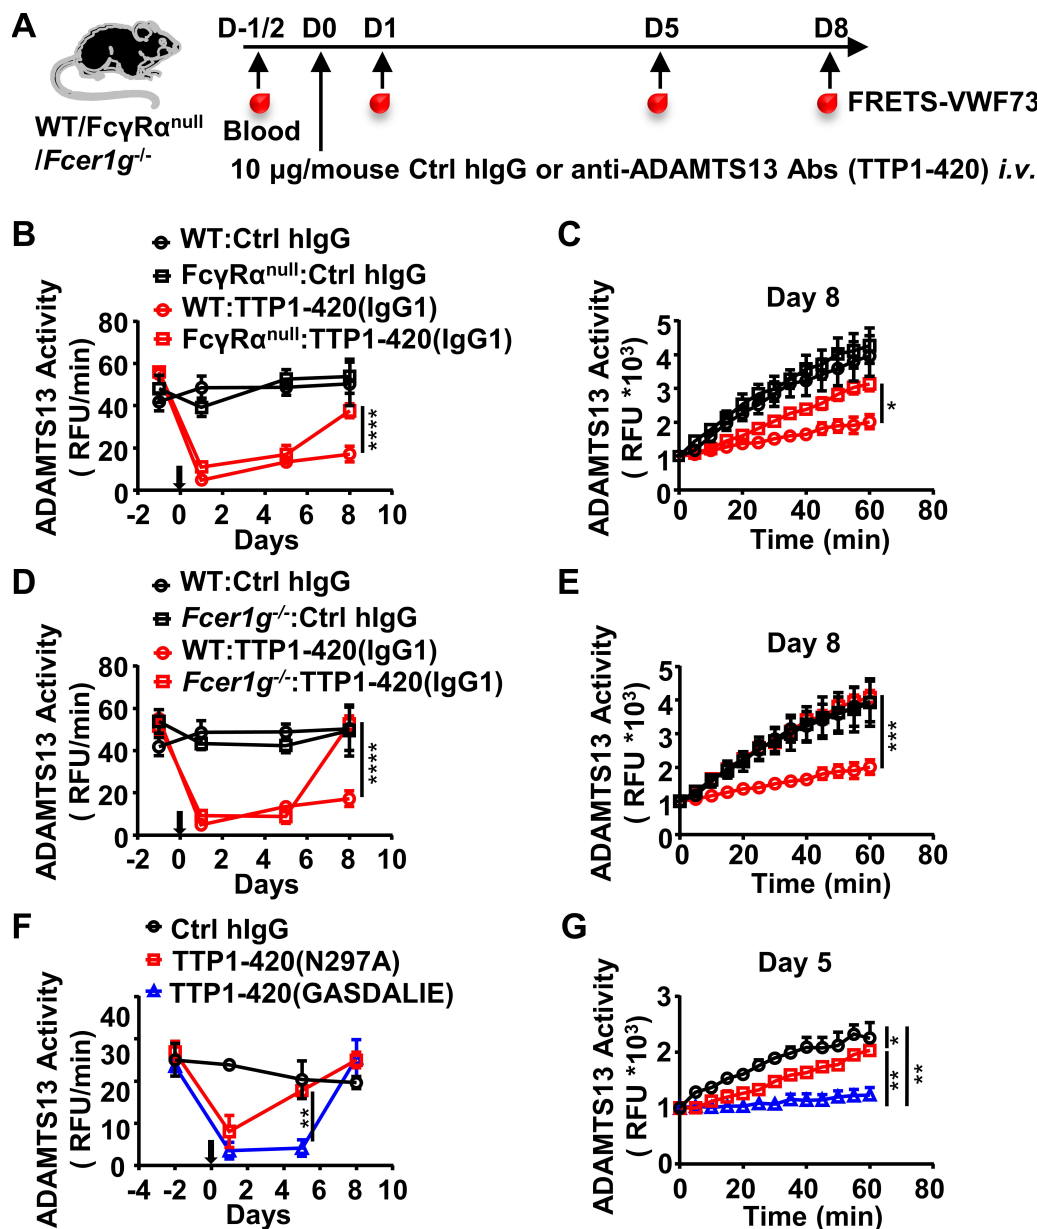 A
D-1/2 D0 D1 D5 D8
FRETS-VWF73
WT/FcγRα^null
/Fcer1g^-/-
Blood
10 µg/mouse Ctrl hIgG or anti-ADAMTS13 Abs (TTP1-420) i.v.
B
WT:Ctrl hIgG
FcγRα^null:Ctrl hIgG
WT:TTP1-420(IgG1)
FcγRα^null:TTP1-420(IgG1)
ADAMTS13 Activity
( RFU/min)
80
60
40
20
0
****
-2 0 2 4 6 8 10
Days
C
Day 8
ADAMTS13 Activity
( RFU *10^3)
5
4
3
2
1
0
*
0 20 40 60 80
Time (min)
D
WT:Ctrl hIgG
Fcer1g^-/-:Ctrl hIgG
WT:TTP1-420(IgG1)
Fcer1g^-/-:TTP1-420(IgG1)
ADAMTS13 Activity
( RFU/min)
80
60
40
20
0
****
-2 0 2 4 6 8 10
Days
E
Day 8
ADAMTS13 Activity
( RFU *10^3)
5
4
3
2
1
0
***
0 20 40 60 80
Time (min)
F
Ctrl hIgG
TTP1-420(N297A)
TTP1-420(GASDALIE)
ADAMTS13 Activity
( RFU/min)
40
30
20
10
0
**
-4 -2 0 2 4 6 8 10
Days
G
Day 5
ADAMTS13 Activity
( RFU *10^3)
3
2
1
0
*
**
**
0 20 40 60 80
Time (min)